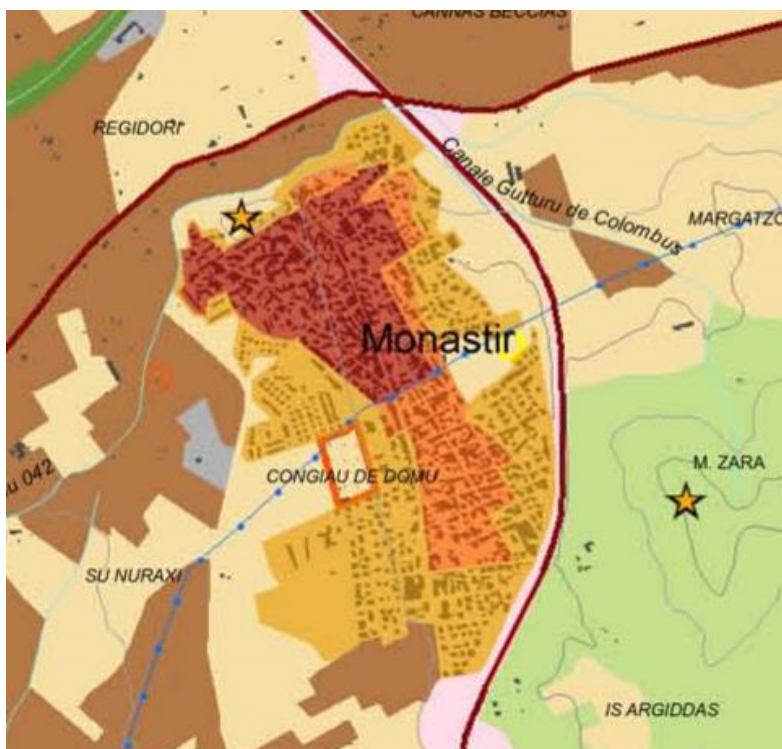 CANNAS BECCIAS
REGIDORI
Canale Gutturu de Colombus
MARGATZO
Monastir
M. ZARA
CONGIAU DE DOMU
042
SU NURAXI
IS ARGIDDAS